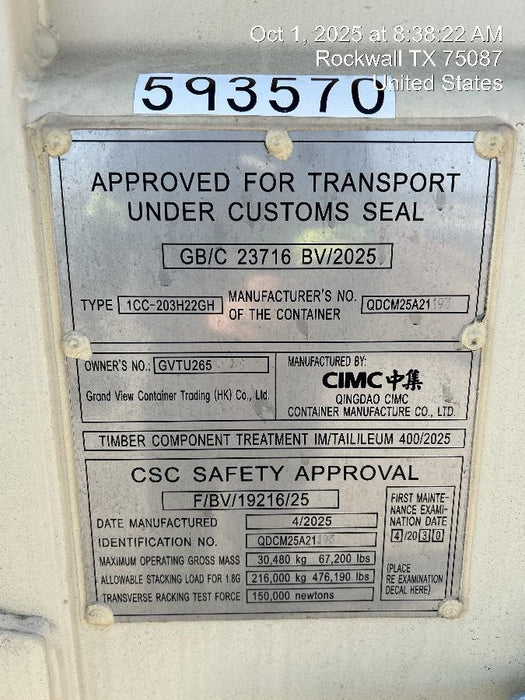 Oct 1, 2025 at 8:38:22 AM
Rockwall TX 75087
United States
593570
APPROVED FOR TRANSPORT
UNDER CUSTOMS SEAL
GB/C 23716 BV/2025
TYPE 1CC-203H22GH MANUFACTURER'S NO. OF THE CONTAINER QDCM25A21
OWNER'S NO.: GVTU265
Grand View Container Trading (HK) Co., Ltd.
MANUFACTURED BY:
CIMC中集
QINGDAO CIMC
CONTAINER MANUFACTURE CO., LTD.
TIMBER COMPONENT TREATMENT IM/TAILILEUM 400/2025
CSC SAFETY APPROVAL
F/BV/19216/25
DATE MANUFACTURED 4/2025
IDENTIFICATION NO. QDCM25A21
MAXIMUM OPERATING GROSS MASS 30,480 kg 67,200 lbs
ALLOWABLE STACKING LOAD FOR 1.8G 216,000 kg 476,190 lbs
TRANSVERSE RACKING TEST FORCE 150,000 newtons
FIRST MAINTE-
NANCE EXAMI-
NATION DATE
4/2030
(PLACE
RE EXAMINATION
DECAL HERE)